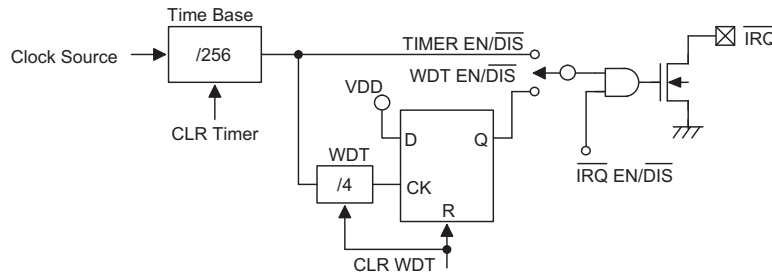 Time Base
Clock Source
/256
TIMER EN/DIS
IRQ
WDT EN/DIS
VDD
CLR Timer
D
Q
WDT
/4
CK
IRQ EN/DIS
R
CLR WDT